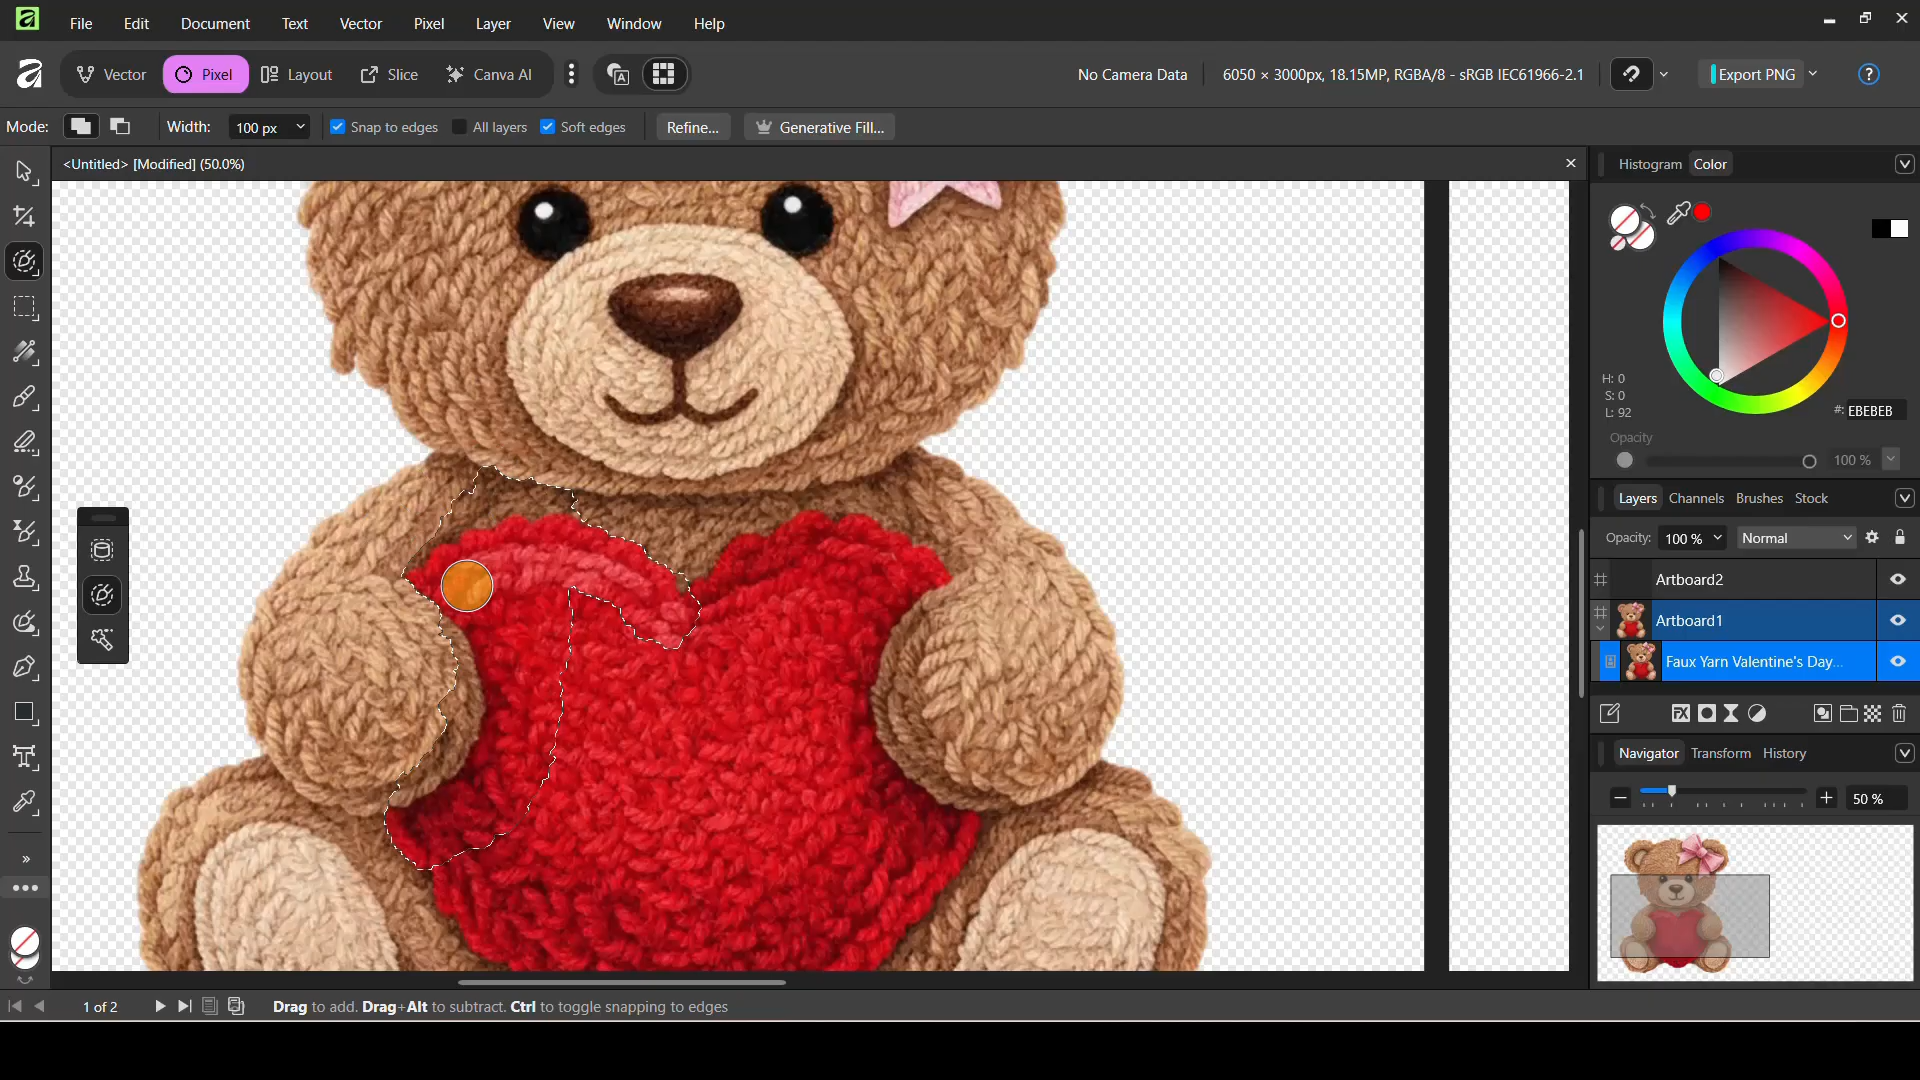 File Edit Document Text Vector Pixel Layer View Window Help
Vector Pixel Layout Slice Canva AI No Camera Data 6050 × 3000px, 18.15MP, RGBA/8 - sRGB IEC61966-2.1 Export PNG ?
Mode: Width: 100 px Snap to edges All layers Soft edges Refine... Generative Fill...
<Untitled> [Modified] (50.0%)
Histogram Color
H: 0
S: 0
L: 92
#: EBEBEB
Opacity
100 %
Layers Channels Brushes Stock
Opacity: 100 % Normal
Artboard2
Artboard1
Faux Yarn Valentine's Day...
Navigator Transform History
50 %
1 of 2 Drag to add. Drag+Alt to subtract. Ctrl to toggle snapping to edges